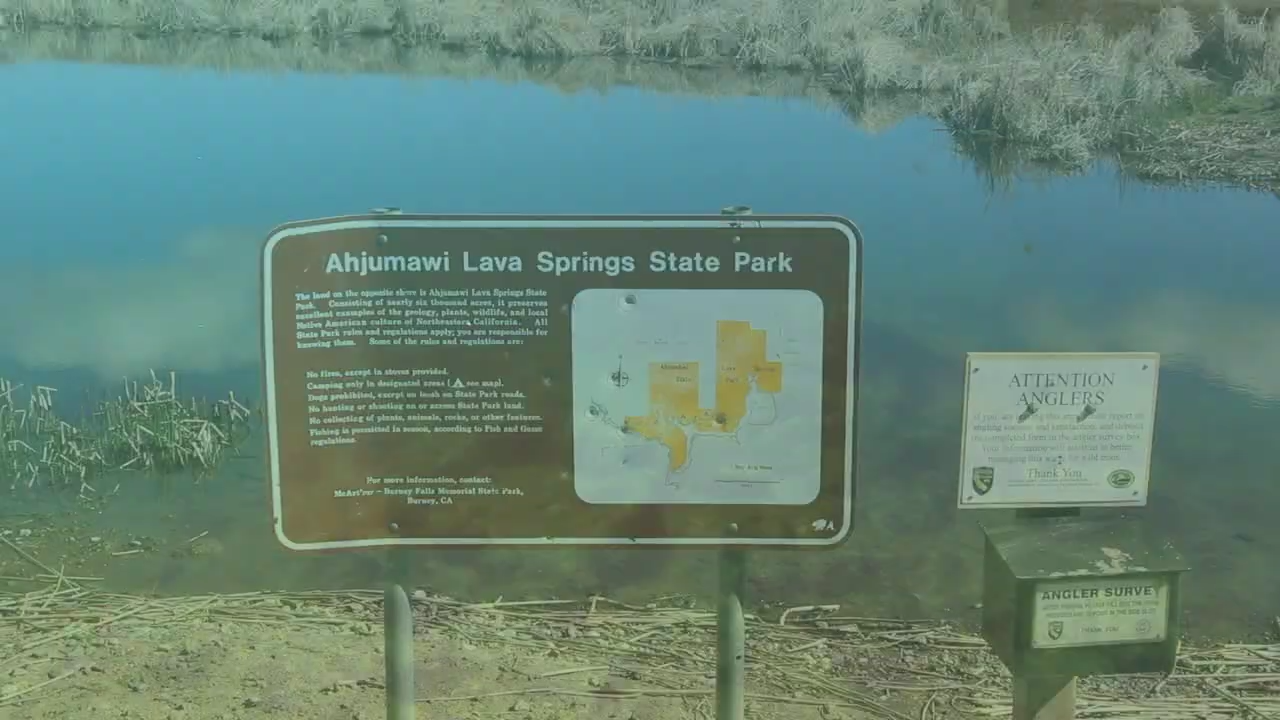 Ahjumawi Lava Springs State Park
The land on the opposite shore is Ahjumawi Lava Springs State
Park. Consisting of nearly six thousand acres, it preserves
excellent examples of the geology, plants, wildlife, and local
Native American culture of Northeastern California. All
State Park rules and regulations apply; you are responsible for
knowing them. Some of the rules and regulations are:
No fires, except in stoves provided.
Camping only in designated areas ( see map).
Dogs prohibited, except on leash on State Park roads.
No hunting or shooting on or across State Park land.
No collecting of plants, animals, rocks, or other features.
Fishing is permitted in season, according to Fish and Game
regulations.
For more information, contact:
McArthur - Burney Falls Memorial State Park,
Burney, CA
Ahjumawi Lava Springs
State Park
ATTENTION
ANGLERS
Thank You
ANGLER SURVEY
THANK YOU